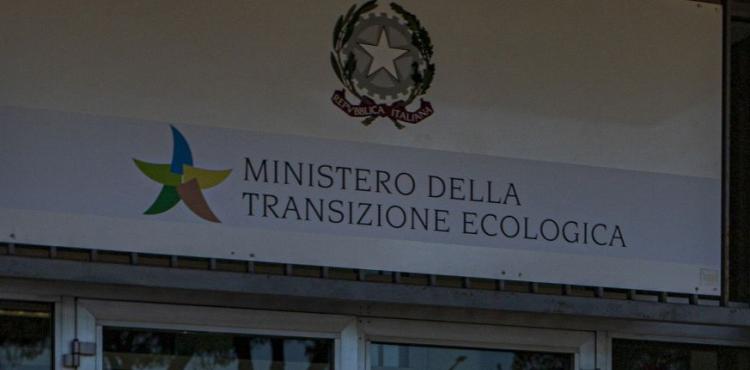 REPVBBLICA ITALIANA
MINISTERO DELLA
TRANSIZIONE ECOLOGICA